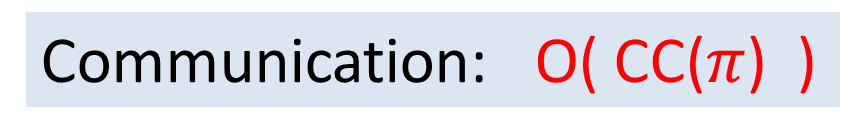 Communication: O( CC(π) )